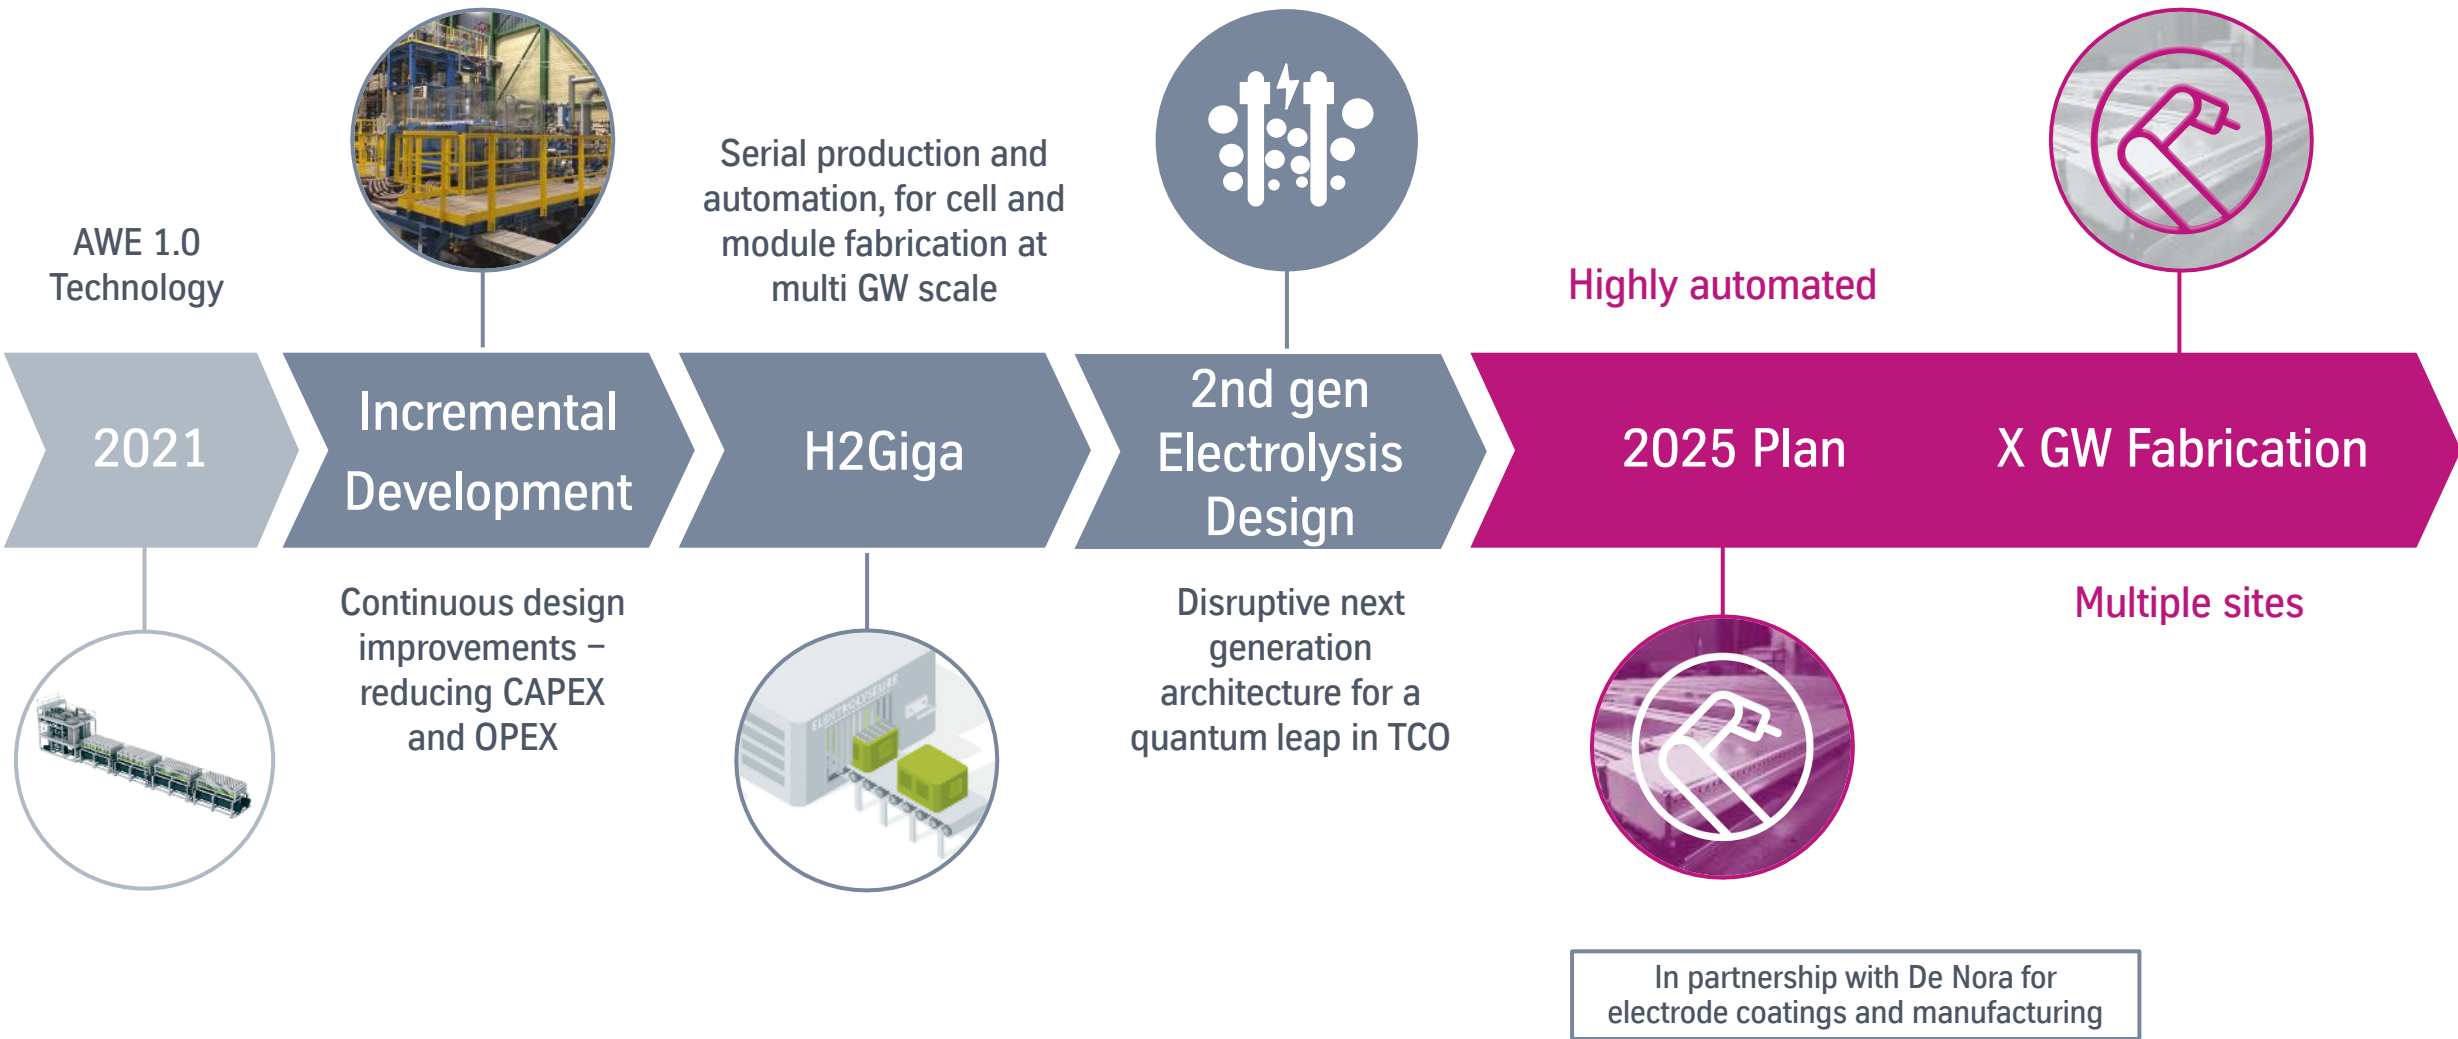 AWE 1.0
Technology
2021
Incremental
Development
Continuous design
improvements –
reducing CAPEX
and OPEX
Serial production and
automation, for cell and
module fabrication at
multi GW scale
H2Giga
ELEKTROLYSEURE
2nd gen
Electrolysis
Design
Disruptive next
generation
architecture for a
quantum leap in TCO
Highly automated
2025 Plan
X GW Fabrication
Multiple sites
In partnership with De Nora for
electrode coatings and manufacturing